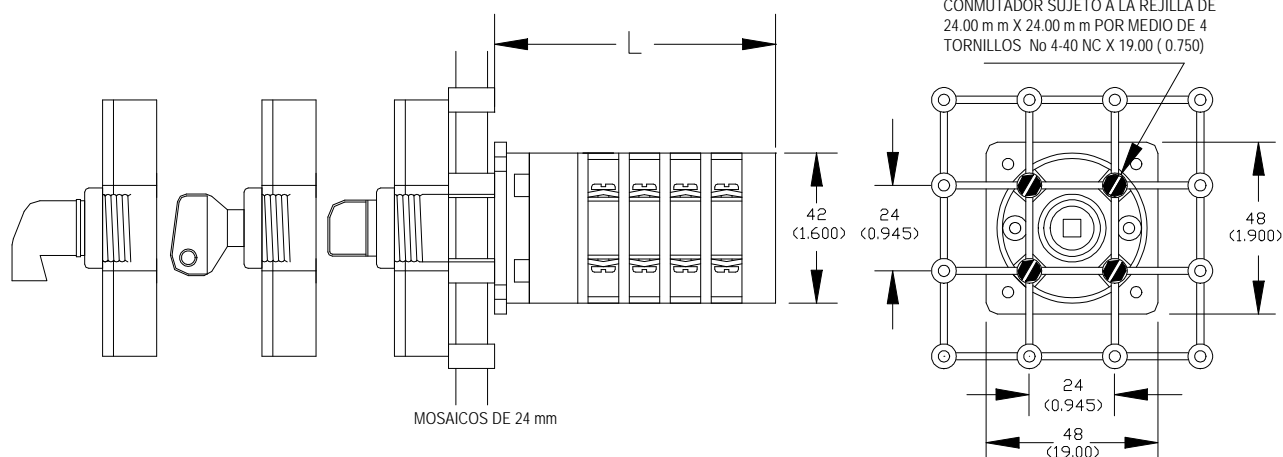 CONMUTADOR SUJETO A LA REJILLA DE
24.00 m m X 24.00 m m POR MEDIO DE 4
TORNILLOS No 4-40 NC X 19.00 ( 0.750)
L
42
(1.600)
24
(0.945)
48
(1.900)
24
(0.945)
48
(19.00)
MOSAICOS DE 24 mm